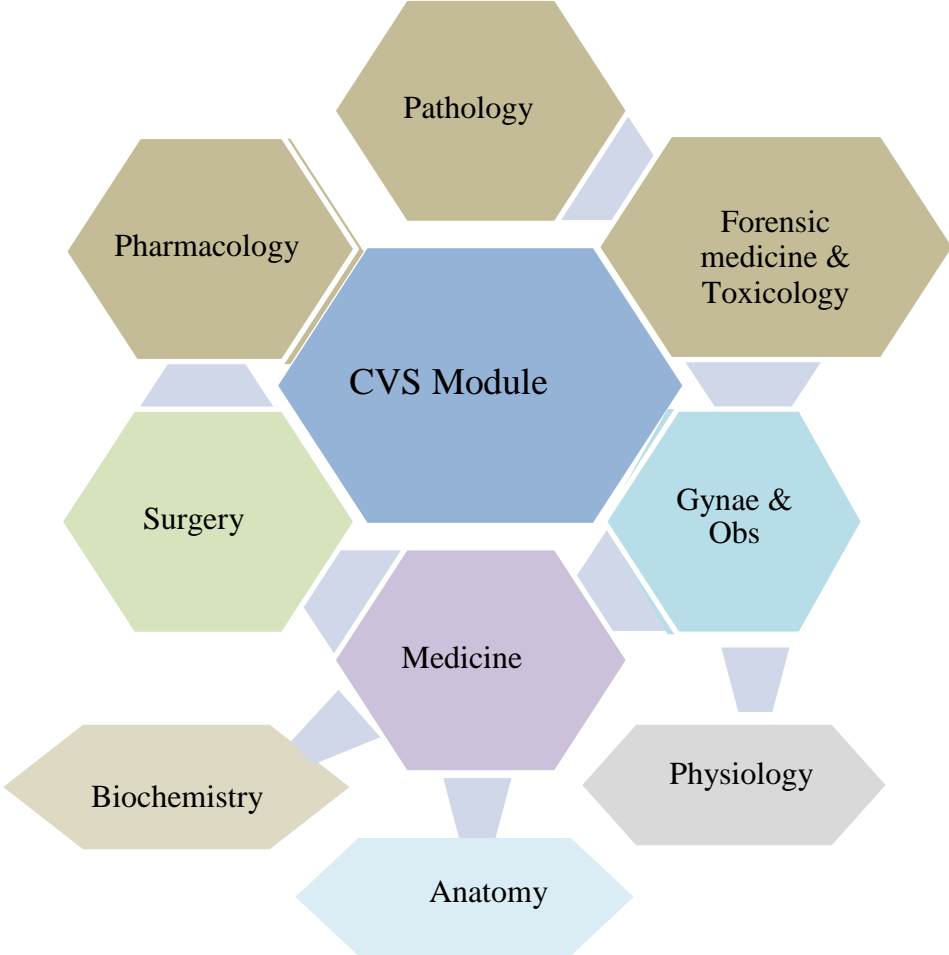 Pathology
Pharmacology
Forensic
medicine &
Toxicology
CVS Module
Surgery
Gynae &
Obs
Medicine
Biochemistry
Physiology
Anatomy